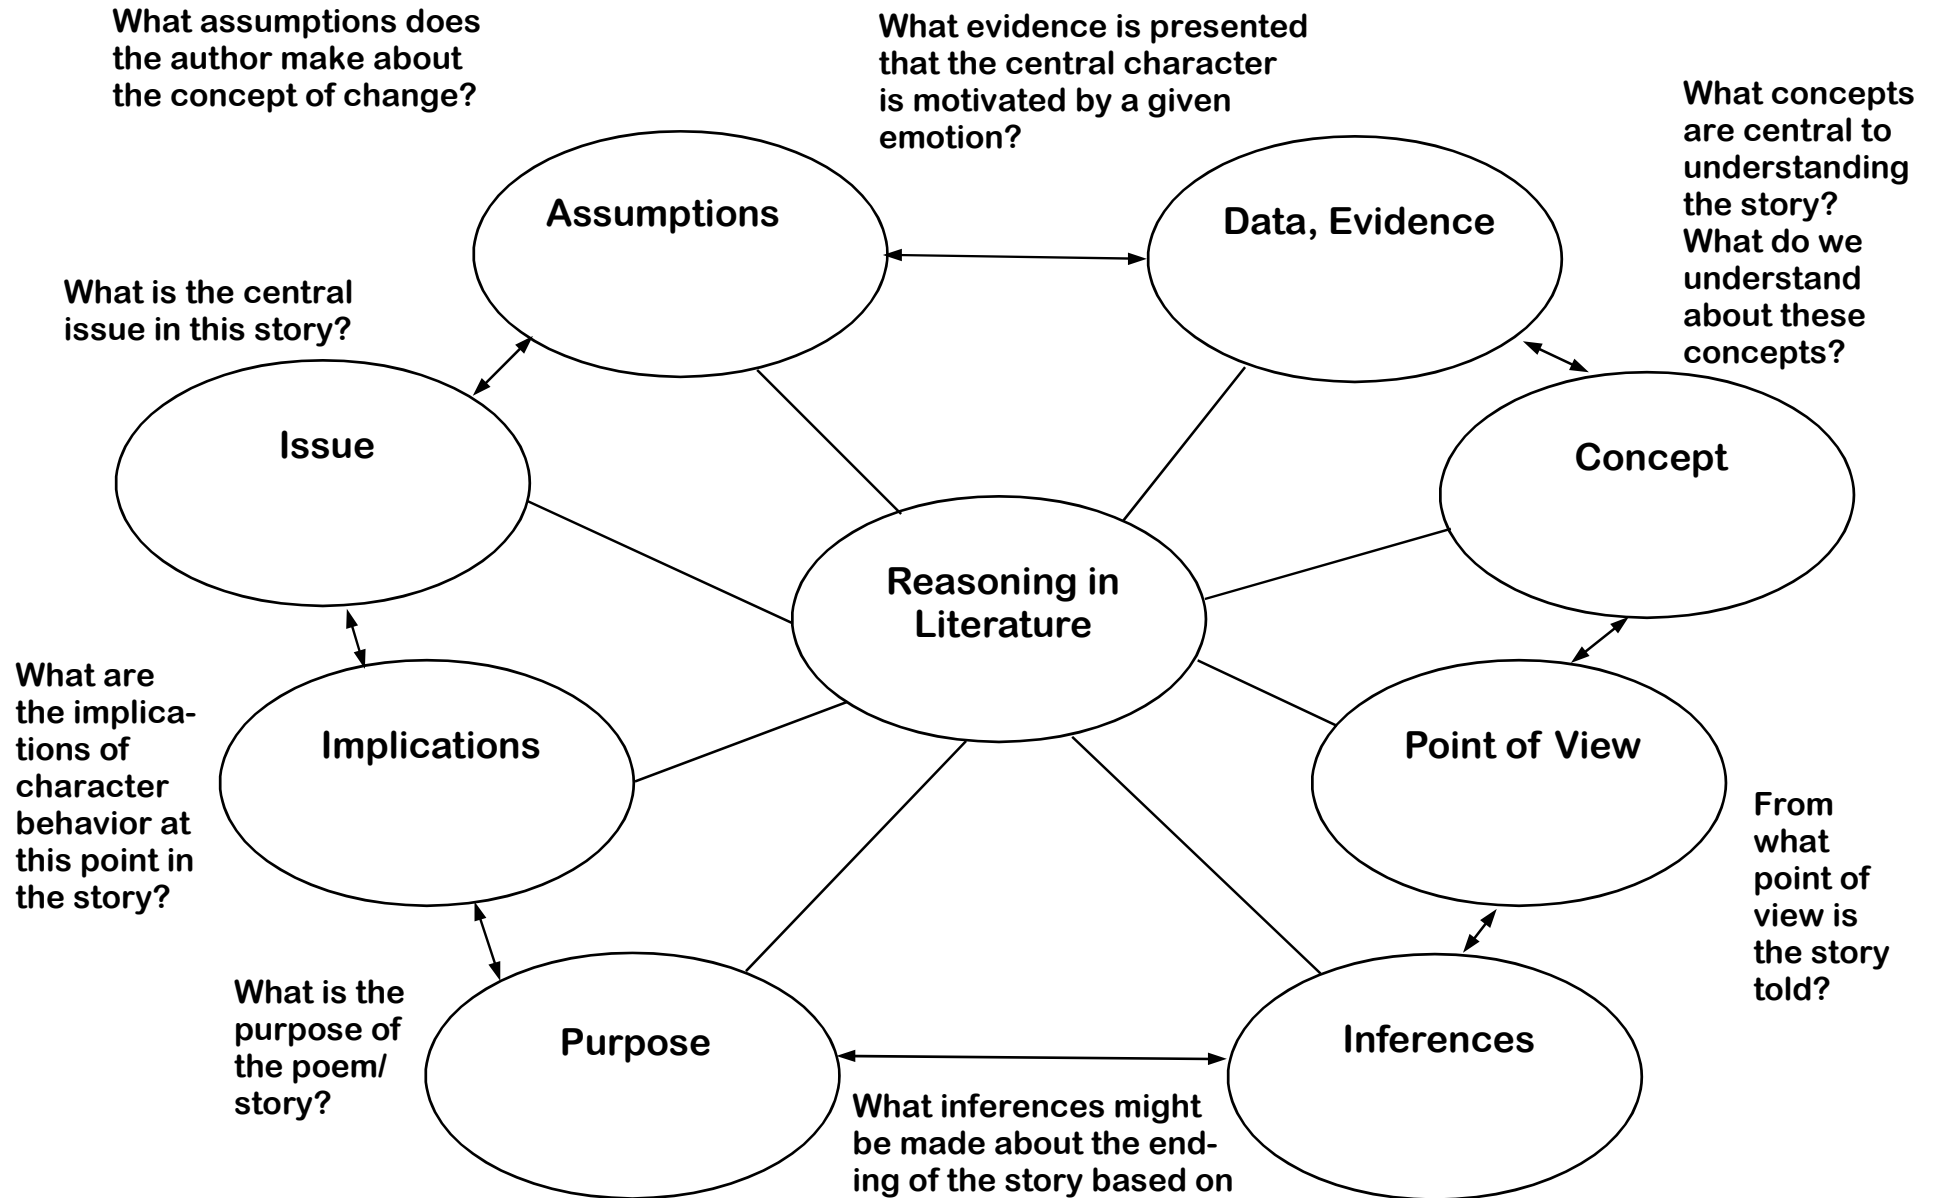 What assumptions does
the author make about
the concept of change?
What evidence is presented
that the central character
is motivated by a given
emotion?
What concepts
are central to
understanding
the story?
What do we
understand
about these
concepts?
Assumptions
Data, Evidence
What is the central
issue in this story?
Issue
Concept
Reasoning in
Literature
What are
the implica-
tions of
character
behavior at
this point in
the story?
Implications
Point of View
From
what
point of
view is
the story
told?
What is the
purpose of
the poem/
story?
Purpose
Inferences
What inferences might
be made about the end-
ing of the story based on